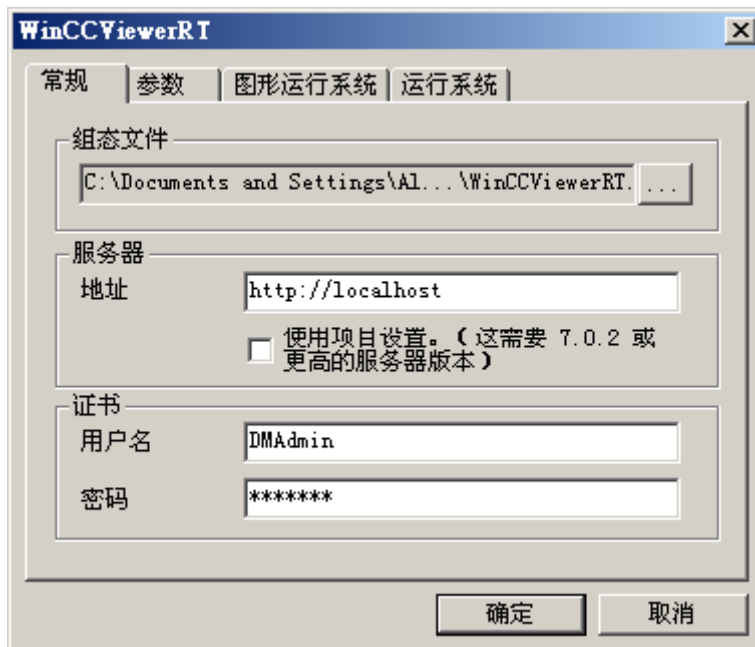 WinCCViewerRT
常规 参数 图形运行系统 运行系统
组态文件
C:\Documents and Settings\Al...\WinCCViewerRT. ...
服务器
地址 http://localhost
使用项目设置。(这需要 7.0.2 或
更高的服务器版本)
证书
用户名 DMAdmin
密码 *******
确定 取消